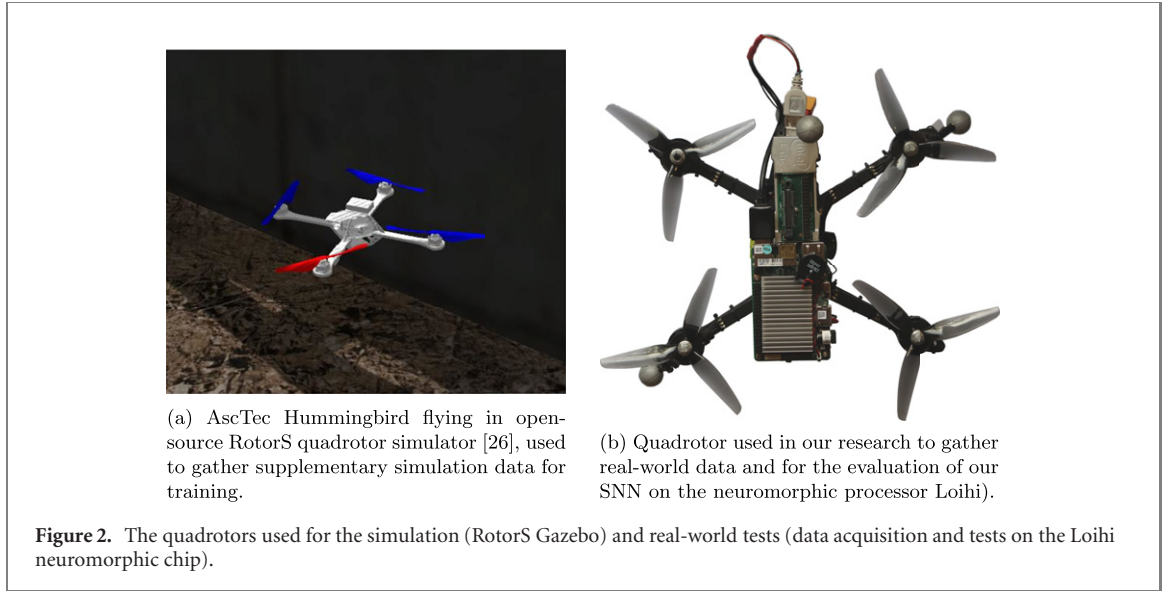 (a) AscTec Hummingbird flying in open-
source RotorS quadrotor simulator [26], used
to gather supplementary simulation data for
training.
(b) Quadrotor used in our research to gather
real-world data and for the evaluation of our
SNN on the neuromorphic processor Loihi).
Figure 2. The quadrotors used for the simulation (RotorS Gazebo) and real-world tests (data acquisition and tests on the Loihi
neuromorphic chip).